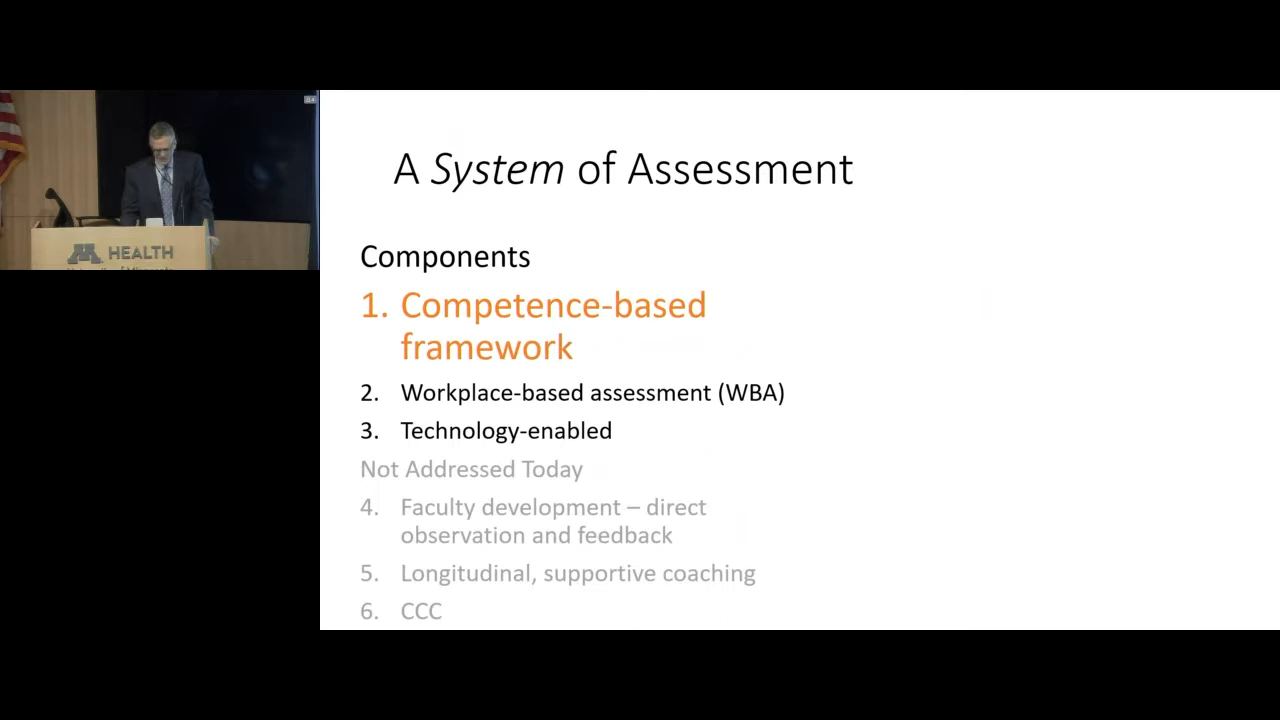 A System of Assessment
Components
1. Competence-based
framework
2. Workplace-based assessment (WBA)
3. Technology-enabled
Not Addressed Today
4. Faculty development – direct
observation and feedback
5. Longitudinal, supportive coaching
6. CCC
M HEALTH